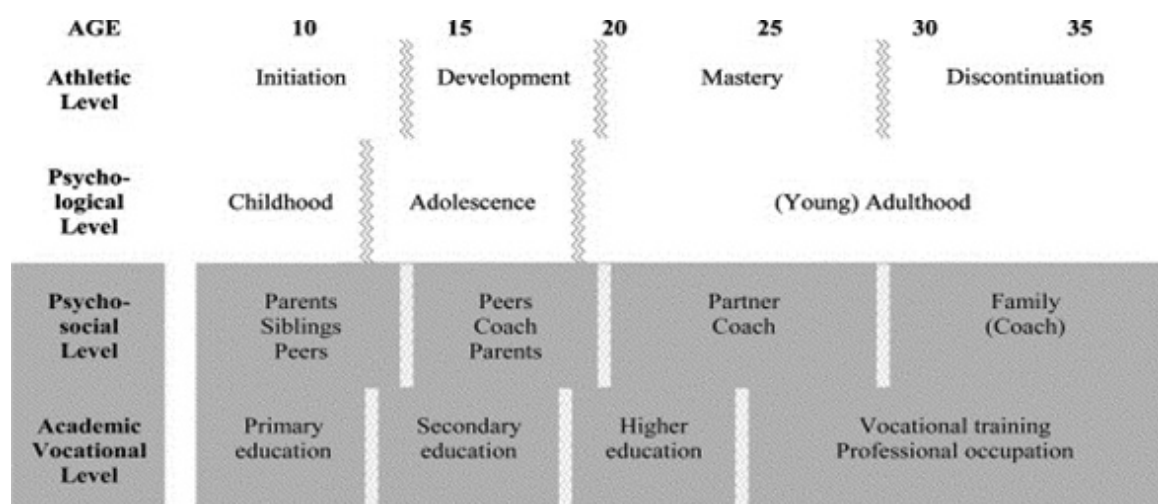 AGE 10 15 20 25 30 35
Athletic Initiation Development Mastery Discontinuation
Level
Psycho-
logical Childhood Adolescence (Young) Adulthood
Level
Psycho- Parents Peers Partner Family
social Siblings Coach Coach (Coach)
Level Peers Parents
Academic Primary Secondary Higher Vocational training
Vocational education education education Professional occupation
Level